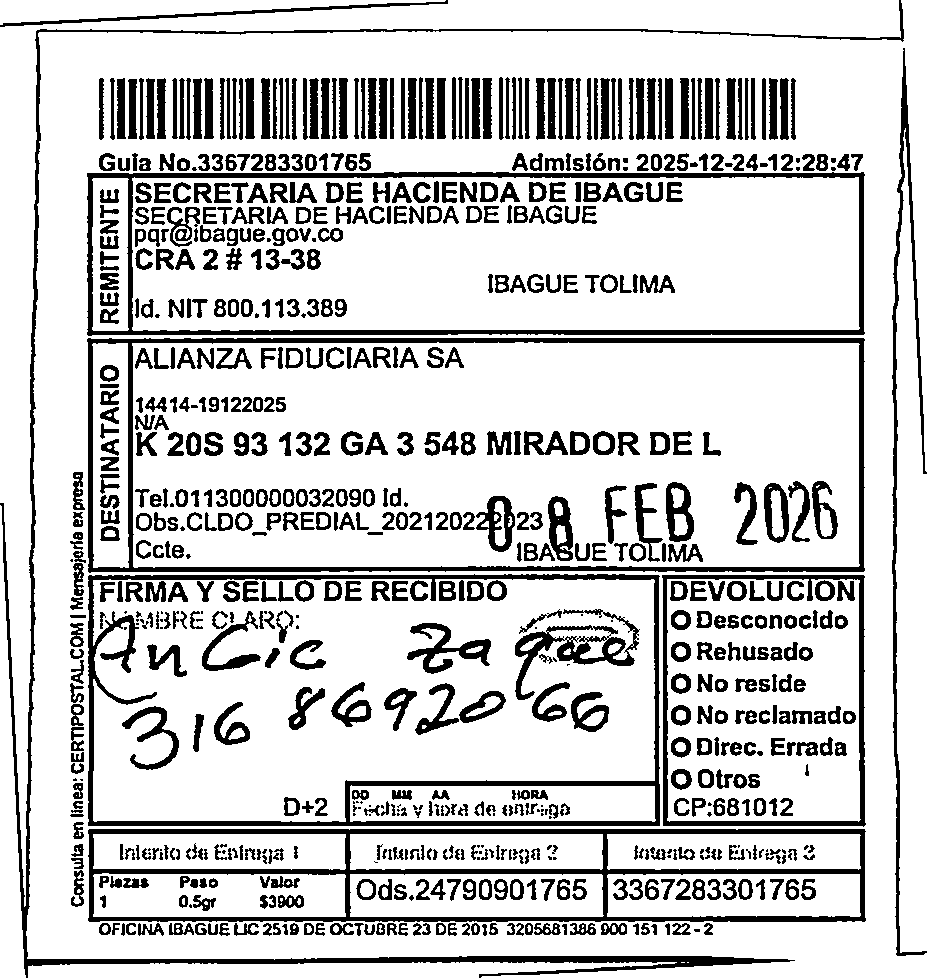 Guia No.3367283301765 Admisión: 2025-12-24-12:28:47
REMITENTE
SECRETARIA DE HACIENDA DE IBAGUE
SECRETARIA DE HACIENDA DE IBAGUE
pqr@ibague.gov.co
CRA 2 # 13-38
IBAGUE TOLIMA
Id. NIT 800.113.389
DESTINATARIO
ALIANZA FIDUCIARIA SA
14414-19122025
N/A
K 20S 93 132 GA 3 548 MIRADOR DE L
Tel.011300000032090 Id.
Obs.CLDO_PREDIAL_202120222023
08 FEB 2026
Ccte. IBAGUE TOLIMA
FIRMA Y SELLO DE RECIBIDO
NOMBRE CLARO:
Angie Zaque
316 8692066
D+2
DD MM AA HORA
Fecha y hora de entrega
DEVOLUCION
Desconocido
Rehusado
No reside
No reclamado
Direc. Errada
Otros
CP:681012
Intento de Entrega 1 Intento de Entrega 2 Intento de Entrega 3
Piezas Peso Valor
1 0.5gr $3900
Ods.24790901765 3367283301765
OFICINA IBAGUE LIC 2519 DE OCTUBRE 23 DE 2015 3205681386 900 151 122 - 2
Consulta en linea: CERTIPOSTAL.COM | Mensajería expresa